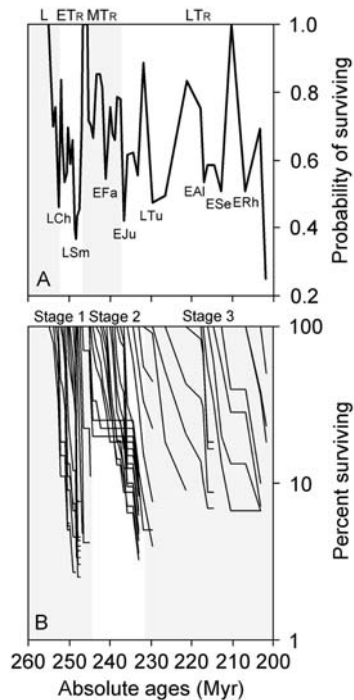 L ETR MTR LTR
1.0
0.8
0.6
0.4
0.2
Probability of surviving
LCh
LSm
EFa
EJu
LTu
EAl
ESe
ERh
A
Stage 1 Stage 2 Stage 3
100
10
1
Percent surviving
B
260 250 240 230 220 210 200
Absolute ages (Myr)